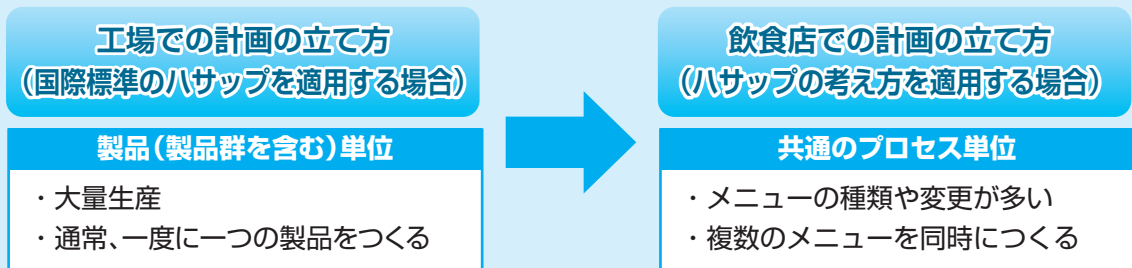 工場での計画の立て方
(国際標準のハサップを適用する場合)
製品(製品群を含む)単位
・大量生産
・通常、一度に一つの製品をつくる
飲食店での計画の立て方
(ハサップの考え方を適用する場合)
共通のプロセス単位
・メニューの種類や変更が多い
・複数のメニューを同時につくる